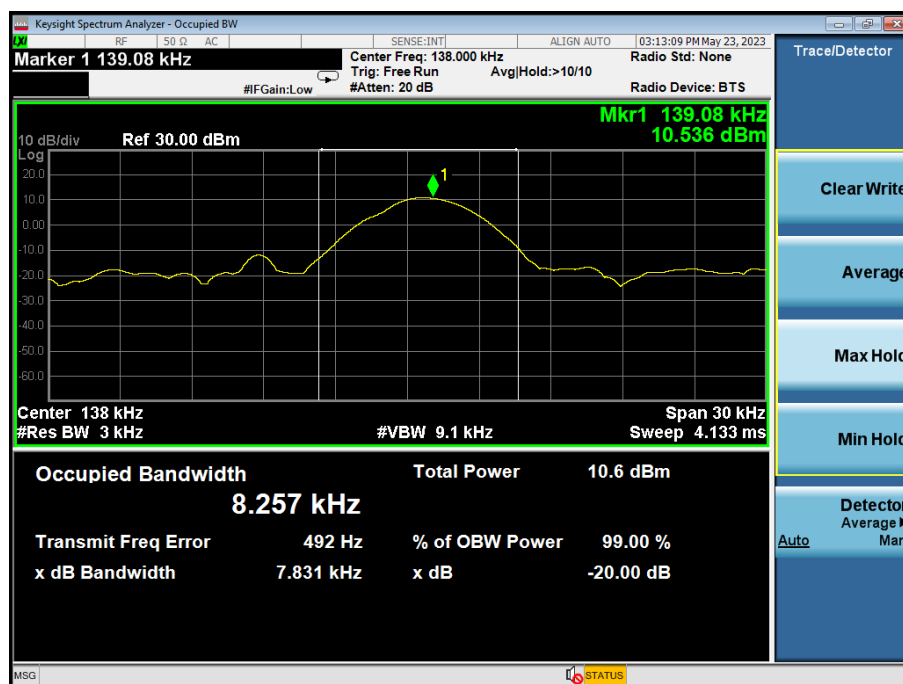 Keysight Spectrum Analyzer - Occupied BW
LXI RF 50 Ω AC SENSE:INT ALIGN AUTO 03:13:09 PM May 23, 2023
Marker 1 139.08 kHz
Center Freq: 138.000 kHz Radio Std: None
Trig: Free Run Avg|Hold:>10/10
#IFGain:Low #Atten: 20 dB Radio Device: BTS
Trace/Detector
Mkr1 139.08 kHz
10.536 dBm
10 dB/div Ref 30.00 dBm
Log
20.0
10.0
0.00
-10.0
-20.0
-30.0
-40.0
-50.0
-60.0
1
Center 138 kHz Span 30 kHz
#Res BW 3 kHz #VBW 9.1 kHz Sweep 4.133 ms
Occupied Bandwidth Total Power 10.6 dBm
8.257 kHz
Transmit Freq Error 492 Hz % of OBW Power 99.00 %
x dB Bandwidth 7.831 kHz x dB -20.00 dB
Clear Write
Average
Max Hold
Min Hold
Detector
Average
Auto Man
MSG STATUS